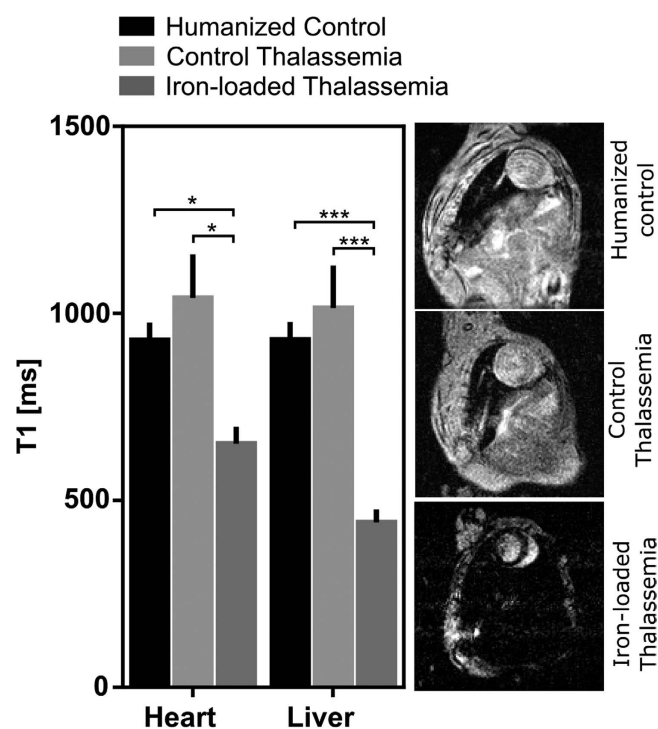 Humanized Control
Control Thalassemia
Iron-loaded Thalassemia
1500
1000
500
0
T1 [ms]
*
*
***
***
Heart
Liver
Humanized
control
Control
Thalassemia
Iron-loaded
Thalassemia